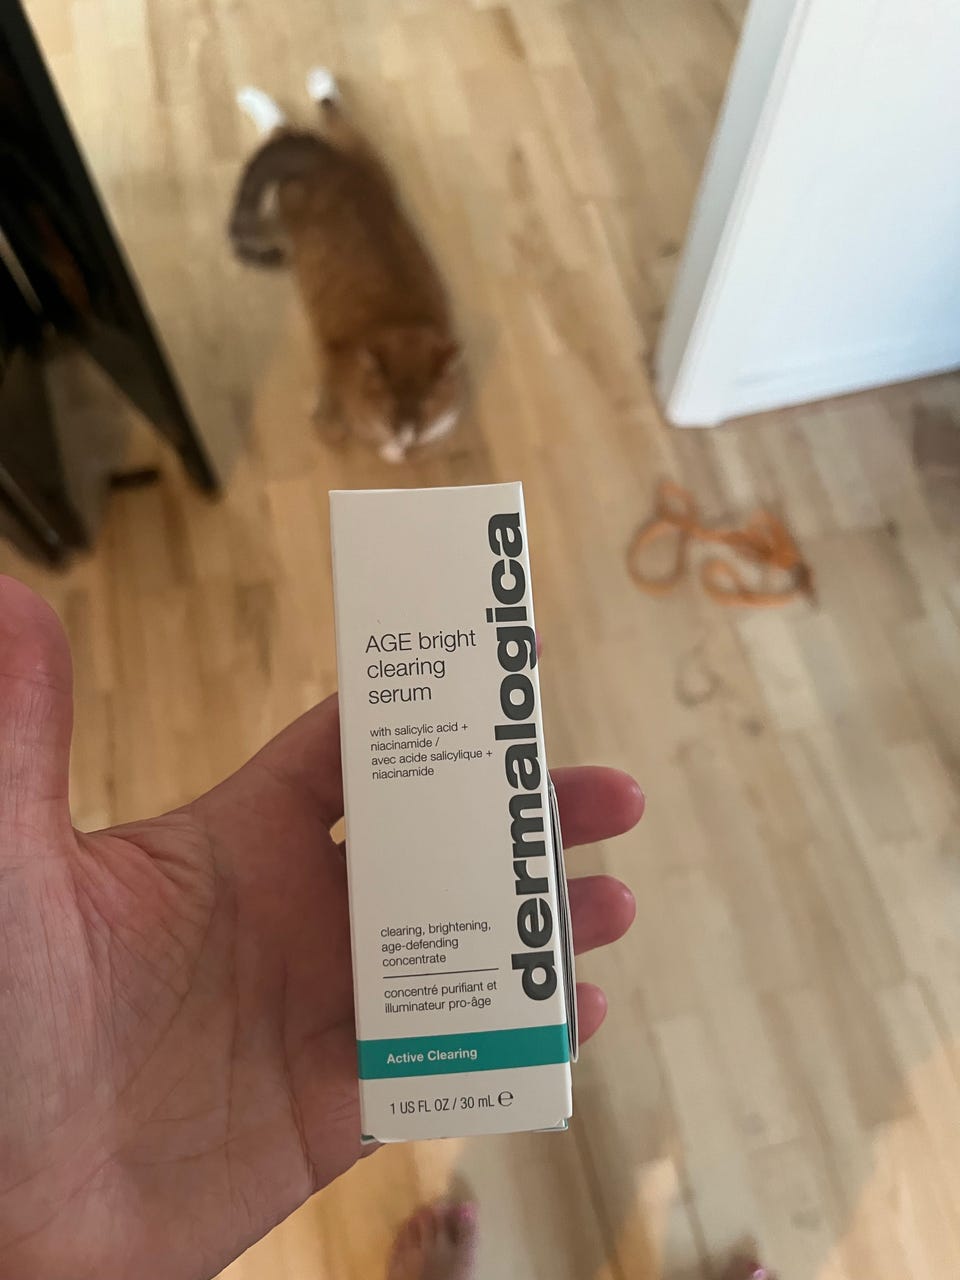 dermalogica
AGE bright
clearing
serum
with salicylic acid +
niacinamide /
avec acide salicylique +
niacinamide
clearing, brightening,
age-defending
concentrate
concentré purifiant et
illuminateur pro-âge
Active Clearing
1 US FL OZ / 30 mL ℮